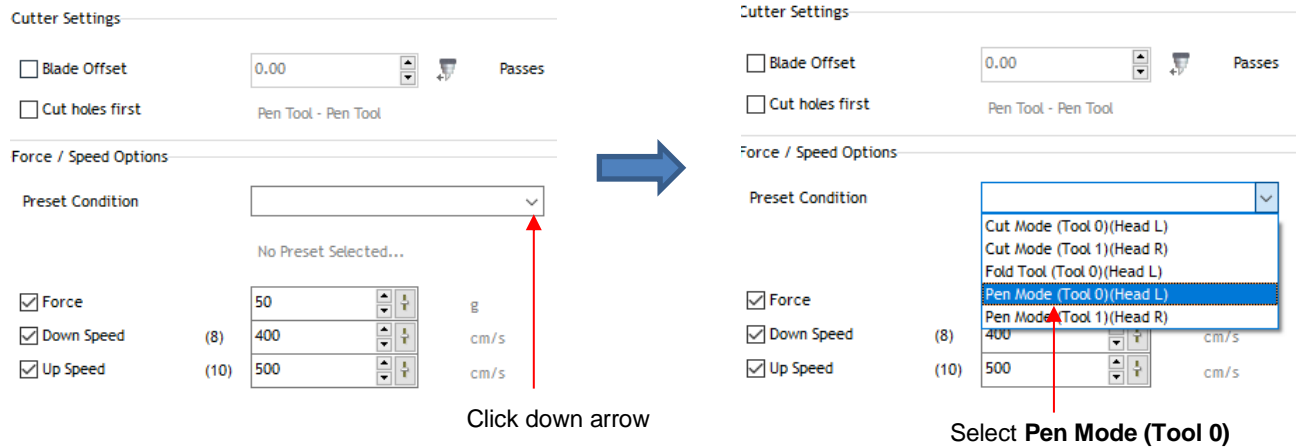 Cutter Settings
Blade Offset 0.00 Passes
Cut holes first Pen Tool - Pen Tool
Force / Speed Options
Preset Condition
No Preset Selected...
Force 50 g
Down Speed (8) 400 cm/s
Up Speed (10) 500 cm/s
Click down arrow
Cutter Settings
Blade Offset 0.00 Passes
Cut holes first Pen Tool - Pen Tool
Force / Speed Options
Preset Condition
Cut Mode (Tool 0)(Head L)
Cut Mode (Tool 1)(Head R)
Fold Tool (Tool 0)(Head L)
Pen Mode (Tool 0)(Head L)
Pen Mode (Tool 1)(Head R)
Force
Down Speed (8) 400 cm/s
Up Speed (10) 500 cm/s
Select Pen Mode (Tool 0)